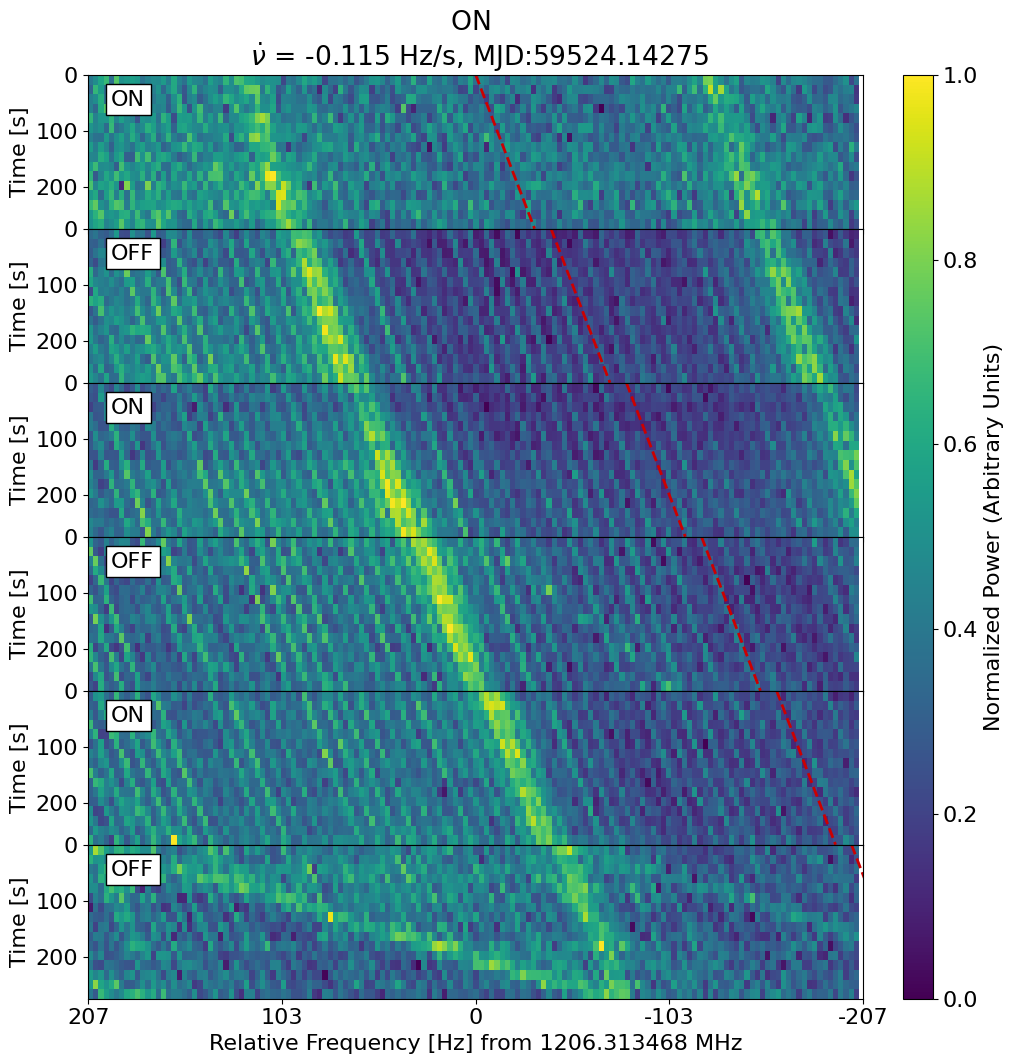 ON
ν̇ = -0.115 Hz/s, MJD:59524.14275
0
ON
100
Time [s]
200
0
OFF
100
Time [s]
200
0
ON
100
Time [s]
200
0
OFF
100
Time [s]
200
0
ON
100
Time [s]
200
0
OFF
100
Time [s]
200
207 103 0 -103 -207
Relative Frequency [Hz] from 1206.313468 MHz
1.0
0.8
0.6
0.4
0.2
0.0
Normalized Power (Arbitrary Units)